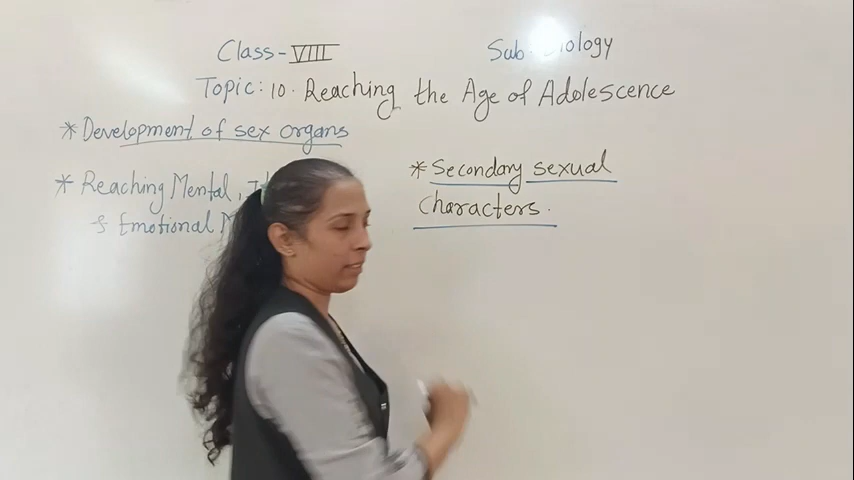 Class-VIII
Sub. ology
Topic: 10. Reaching the Age of Adolescence
* Development of sex organs
* Reaching Mental,
& Emotional
* Secondary sexual
characters.